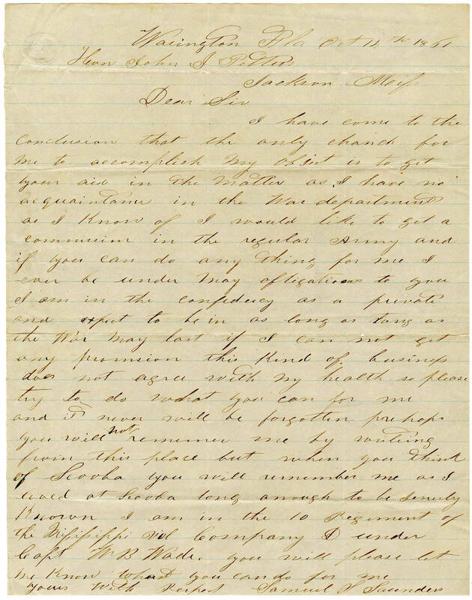 Warington Fla Oct 14th 1861
Hon John J Pettus
Jackson Miss
Dear Sir
I have come to the
conclusion that the only chance for
me to accomplish my object is to get
your aid in the matter as I have no
acquaintance in the War department
as I know of I would like to get a
commission in the regular Army and
if you can do any thing for me I
ever be under many obligations to you
I am in the confedecy as a private
and expect to be in as long as long as
the War may last if I can not get
any promision this kind of business
does not agree with my health so please
try to do what you can for me
and it never will be forgotten perhaps
you will not rememer me by writing
from this place but when you think
of Scooba you will remember me as I
lived at Scooba long enough to be
Known I am in the 10 Regiment of
the Missippi Vol Company I under
Capt W B Wade. you will please let
me Know what you can do for me
Yours With Respect Samuel Saunders